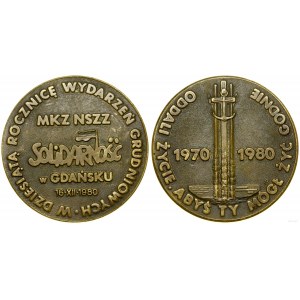 W DZIESIĄTĄ ROCZNICĘ WYDARZEŃ GRUDNIOWYCH •
MKZ NSZZ
SOLIDARNOŚĆ
w GDAŃSKU
16•XII•1980
ODDALI ŻYCIE ABYŚ TY MÓGŁ ŻYĆ GODNIE
1970 1980